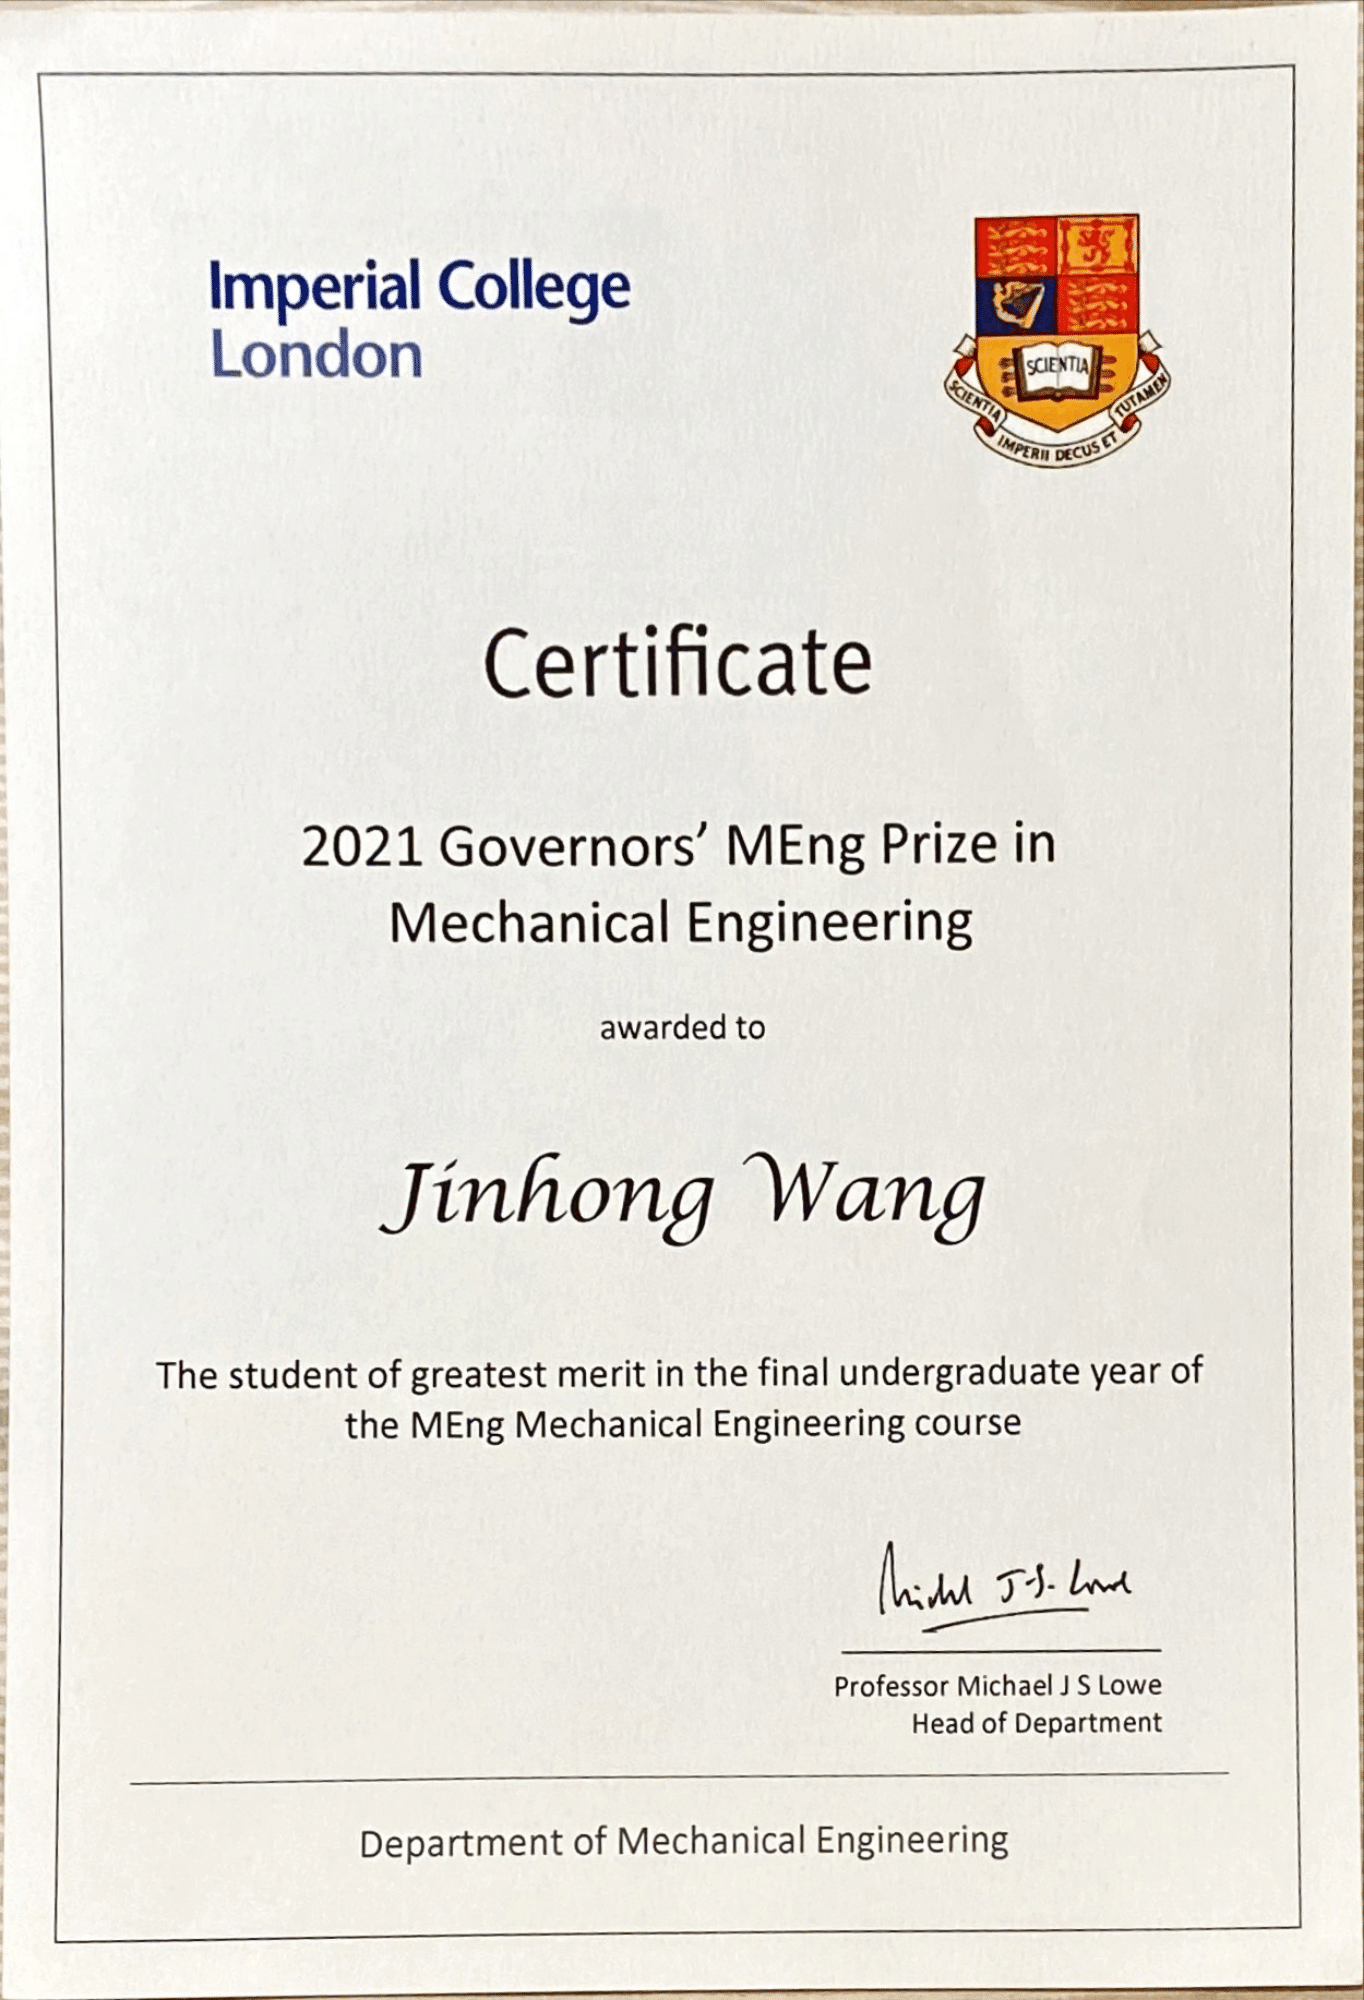 Imperial College
London
SCIENTIA
SCIENTIA
IMPERII DECUS ET
TUTAMEN
Certificate
2021 Governors’ MEng Prize in
Mechanical Engineering
awarded to
Jinhong Wang
The student of greatest merit in the final undergraduate year of
the MEng Mechanical Engineering course
Michael J.S. Lowe
Professor Michael J S Lowe
Head of Department
Department of Mechanical Engineering